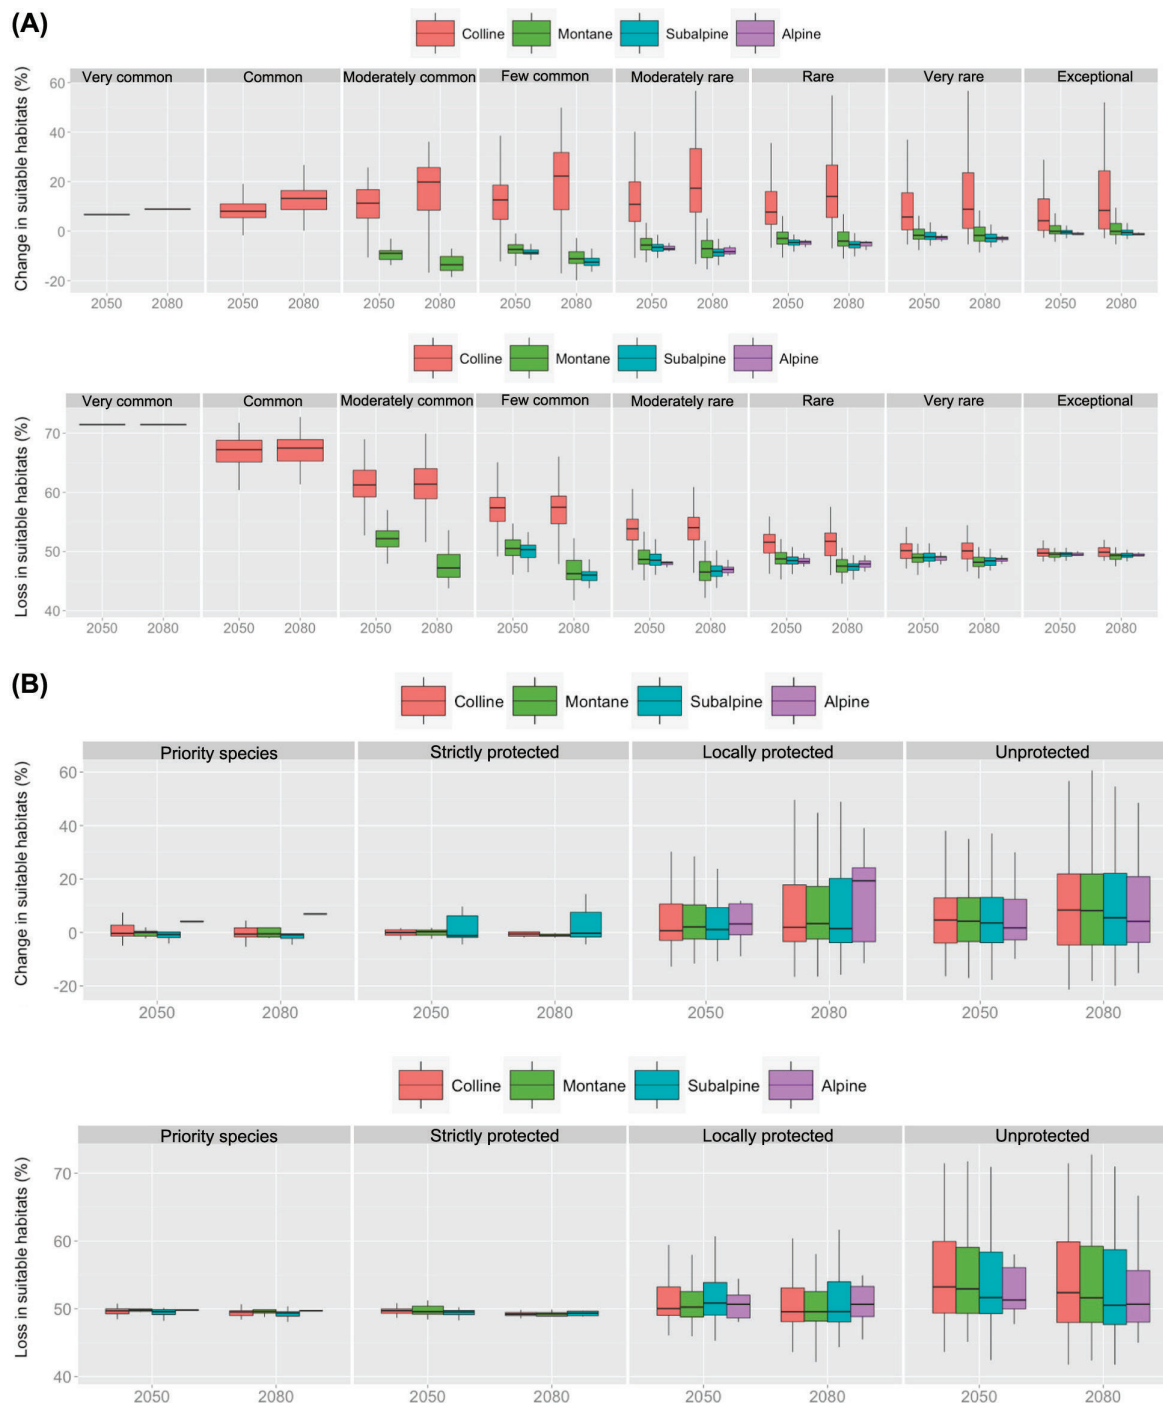 (A)
Colline Montane Subalpine Alpine
Very common Common Moderately common Few common Moderately rare Rare Very rare Exceptional
Change in suitable habitats (%)
60
40
20
0
-20
2050 2080 2050 2080 2050 2080 2050 2080 2050 2080 2050 2080 2050 2080 2050 2080
Colline Montane Subalpine Alpine
Very common Common Moderately common Few common Moderately rare Rare Very rare Exceptional
Loss in suitable habitats (%)
70
60
50
40
2050 2080 2050 2080 2050 2080 2050 2080 2050 2080 2050 2080 2050 2080 2050 2080
(B)
Colline Montane Subalpine Alpine
Priority species Strictly protected Locally protected Unprotected
Change in suitable habitats (%)
60
40
20
0
-20
2050 2080 2050 2080 2050 2080 2050 2080
Colline Montane Subalpine Alpine
Priority species Strictly protected Locally protected Unprotected
Loss in suitable habitats (%)
70
60
50
40
2050 2080 2050 2080 2050 2080 2050 2080